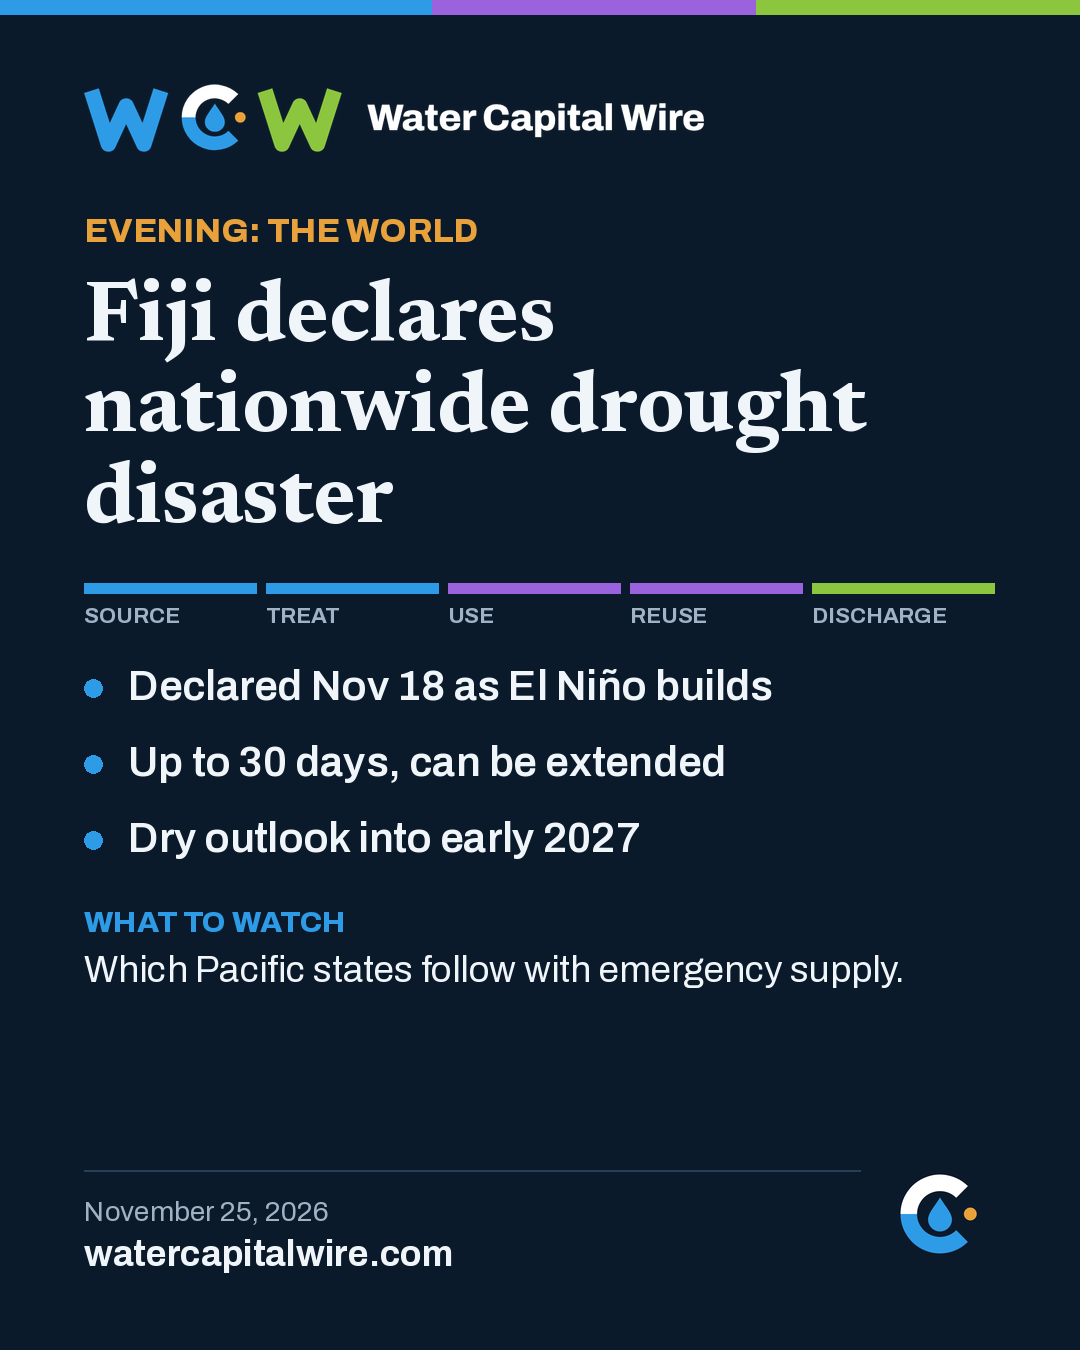 WCW Water Capital Wire
EVENING: THE WORLD
Fiji declares
nationwide drought
disaster
SOURCE TREAT USE REUSE DISCHARGE
Declared Nov 18 as El Niño builds
Up to 30 days, can be extended
Dry outlook into early 2027
WHAT TO WATCH
Which Pacific states follow with emergency supply.
November 25, 2026
watercapitalwire.com